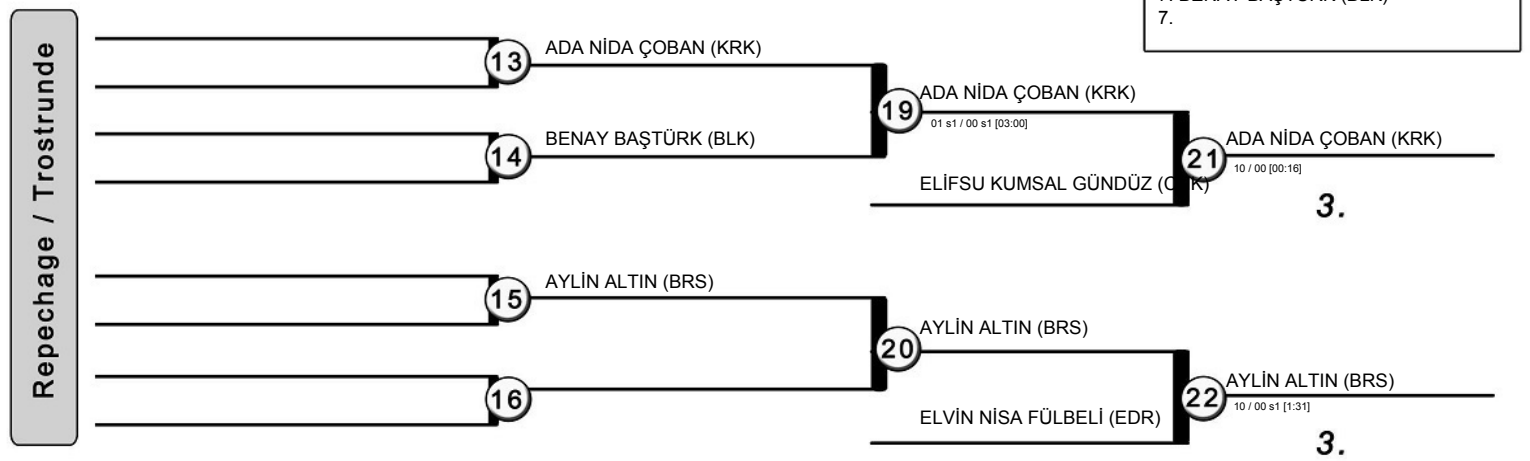 7.
Repechage / Trostrunde
13
ADA NİDA ÇOBAN (KRK)
14
BENAY BAŞTÜRK (BLK)
19
ADA NİDA ÇOBAN (KRK)
01 s1 / 00 s1 [03:00]
ELİFSU KUMSAL GÜNDÜZ
21
ADA NİDA ÇOBAN (KRK)
10 / 00 [00:16]
3.
15
AYLİN ALTIN (BRS)
16
20
AYLİN ALTIN (BRS)
ELVİN NİSA FÜLBELİ (EDR)
22
AYLİN ALTIN (BRS)
10 / 00 s1 [1:31]
3.